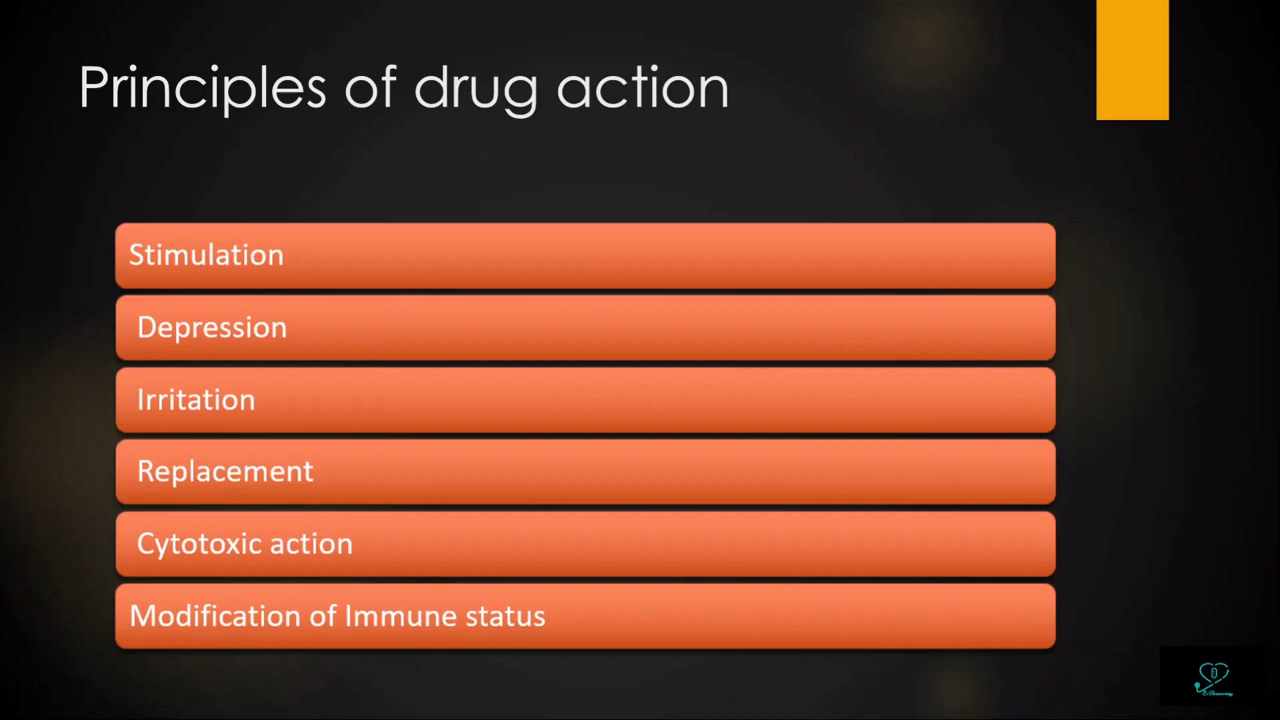 Principles of drug action
Stimulation
Depression
Irritation
Replacement
Cytotoxic action
Modification of Immune status